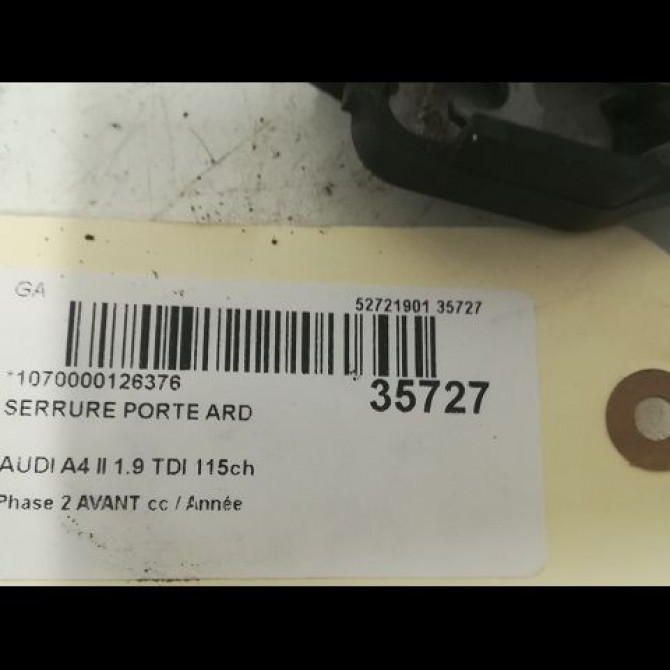 GA
52721901 35727
*1070000126376
35727
SERRURE PORTE ARD
AUDI A4 II 1.9 TDI 115ch
Phase 2 AVANT cc / Année